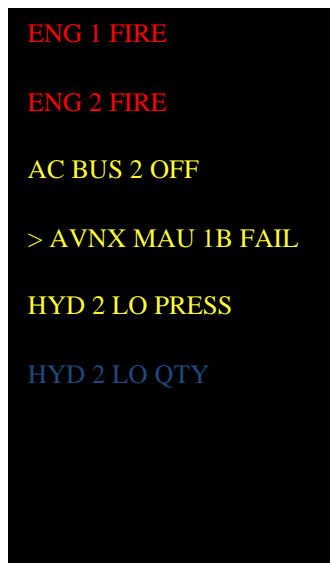 ENG 1 FIRE
ENG 2 FIRE
AC BUS 2 OFF
> AVNX MAU 1B FAIL
HYD 2 LO PRESS
HYD 2 LO QTY